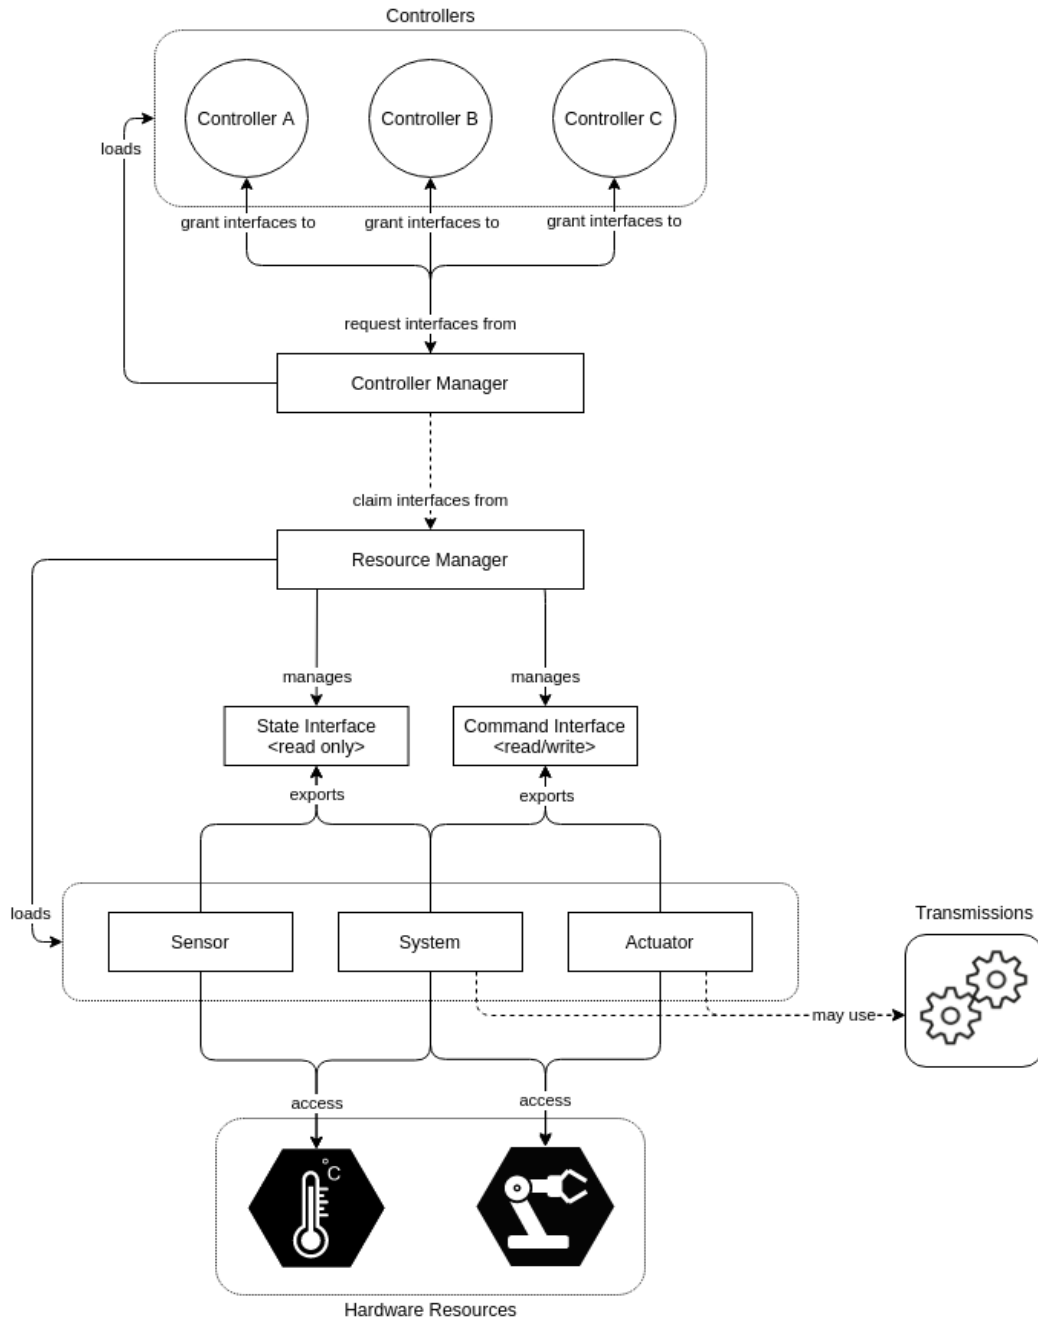 Controllers
Controller A
Controller B
Controller C
loads
grant interfaces to
grant interfaces to
grant interfaces to
request interfaces from
Controller Manager
claim interfaces from
Resource Manager
manages
manages
State Interface
<read only>
Command Interface
<read/write>
exports
exports
loads
Sensor
System
Actuator
Transmissions
may use
access
access
°C
Hardware Resources